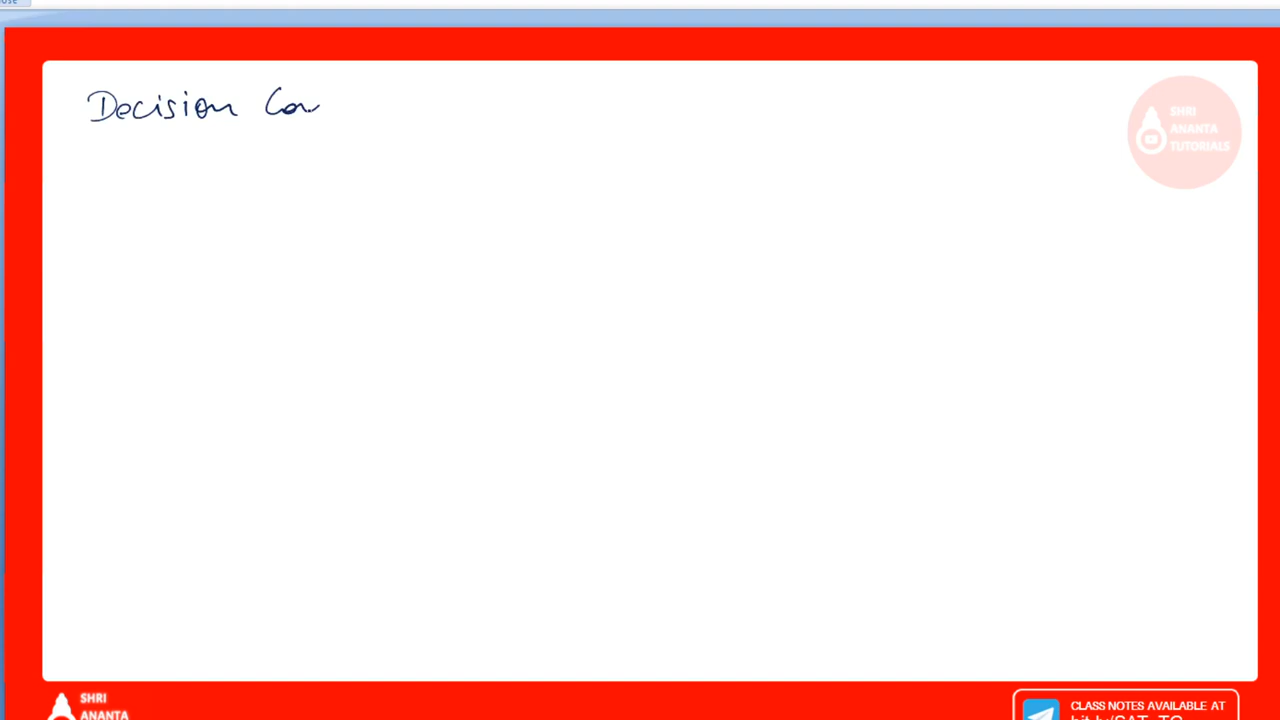 Decision Co
SHRI
ANANTA
TUTORIALS
SHRI
ANANTA
CLASS NOTES AVAILABLE AT